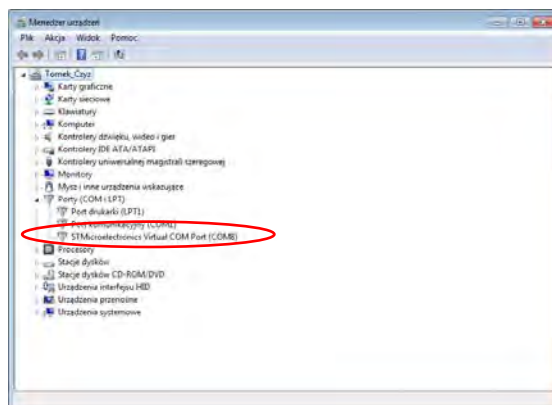 Menedżer urządzeń
Plik Akcja Widok Pomoc
Tomek_Czyz
Karty graficzne
Karty sieciowe
Klawiatury
Komputer
Kontrolery dźwięku, wideo i gier
Kontrolery IDE ATA/ATAPI
Kontrolery uniwersalnej magistrali szeregowej
Monitory
Mysz i inne urządzenia wskazujące
Porty (COM i LPT)
Port drukarki (LPT1)
Port komunikacyjny
STMicroelectronics Virtual COM Port (COM8)
Procesory
Stacje dysków
Stacje dysków CD-ROM/DVD
Urządzenia interfejsu HID
Urządzenia przenośne
Urządzenia systemowe